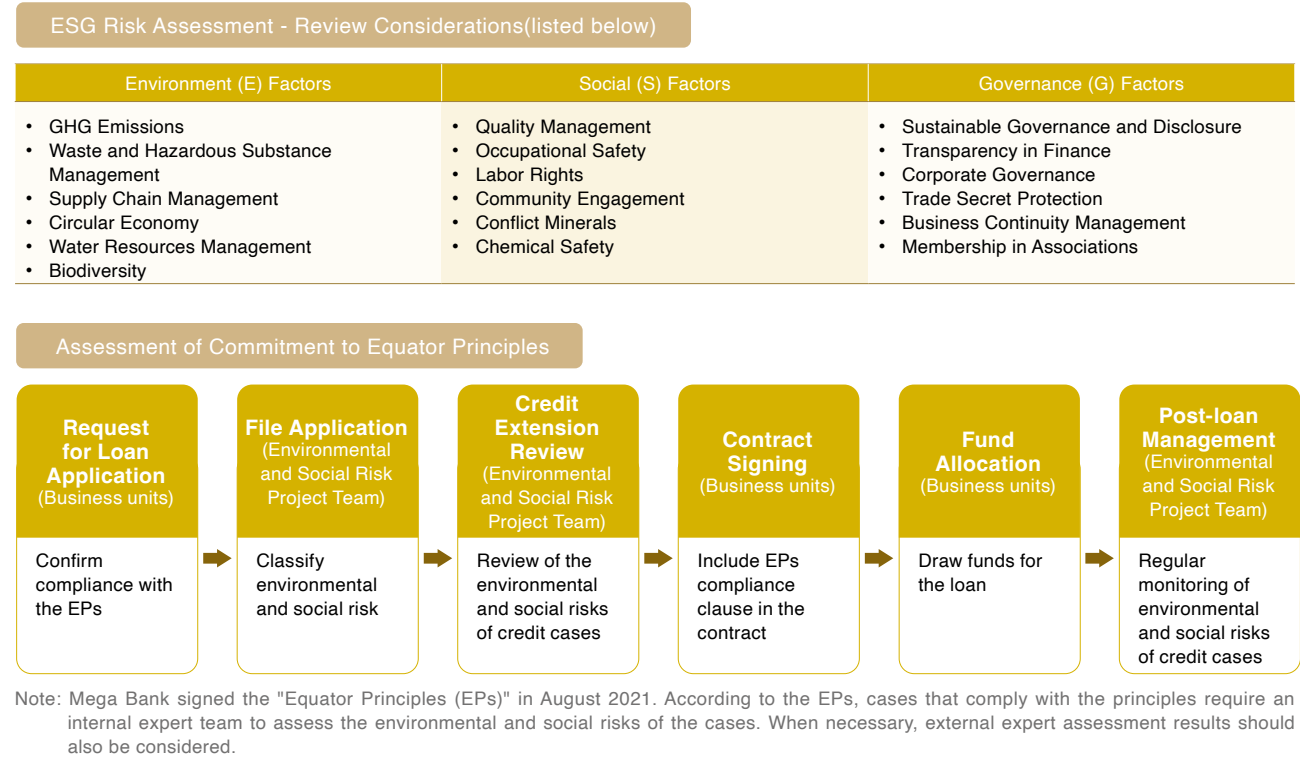 ESG Risk Assessment - Review Considerations(listed below)
Environment (E) Factors
Social (S) Factors
Governance (G) Factors
• GHG Emissions
• Waste and Hazardous Substance
Management
• Supply Chain Management
• Circular Economy
• Water Resources Management
• Biodiversity
• Quality Management
• Occupational Safety
• Labor Rights
• Community Engagement
• Conflict Minerals
• Chemical Safety
• Sustainable Governance and Disclosure
• Transparency in Finance
• Corporate Governance
• Trade Secret Protection
• Business Continuity Management
• Membership in Associations
Assessment of Commitment to Equator Principles
Request
for Loan
Application
(Business units)
Confirm
compliance with
the EPs
File Application
(Environmental
and Social Risk
Project Team)
Classify
environmental
and social risk
Credit
Extension
Review
(Environmental
and Social Risk
Project Team)
Review of the
environmental
and social risks
of credit cases
Contract
Signing
(Business units)
Include EPs
compliance
clause in the
contract
Fund
Allocation
(Business units)
Draw funds for
the loan
Post-loan
Management
(Environmental
and Social Risk
Project Team)
Regular
monitoring of
environmental
and social risks
of credit cases
Note: Mega Bank signed the "Equator Principles (EPs)" in August 2021. According to the EPs, cases that comply with the principles require an
internal expert team to assess the environmental and social risks of the cases. When necessary, external expert assessment results should
also be considered.